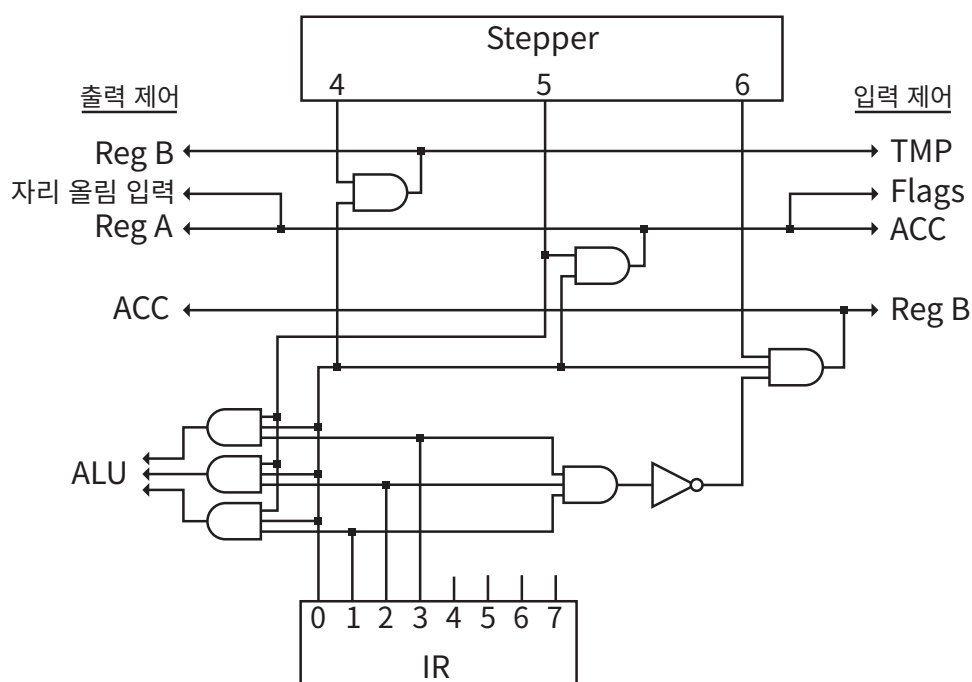 Stepper
4 5 6
출력 제어
입력 제어
Reg B
TMP
자리 올림 입력
Flags
Reg A
ACC
ACC
Reg B
ALU
0 1 2 3 4 5 6 7
IR